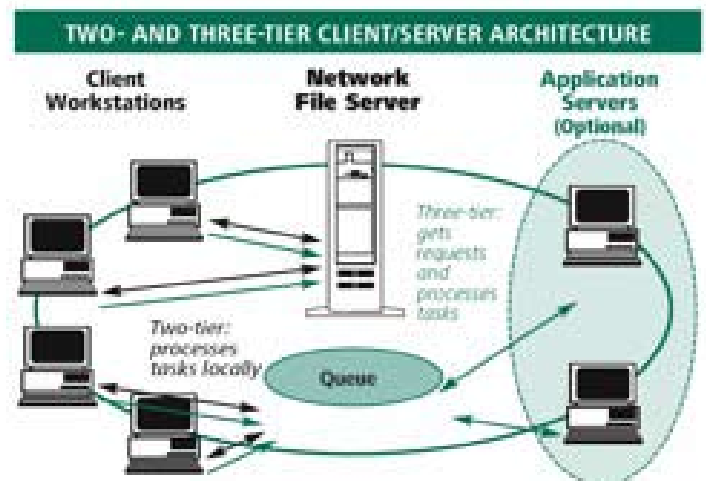 TWO- AND THREE-TIER CLIENT/SERVER ARCHITECTURE
Client
Workstations
Network
File Server
Application
Servers
(Optional)
Three-tier:
gets
requests
and
processes
tasks
Two-tier:
processes
tasks locally
Queue